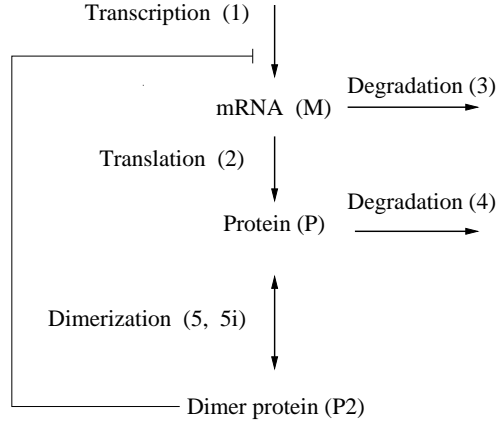 Transcription (1)
Degradation (3)
mRNA (M)
Translation (2)
Degradation (4)
Protein (P)
Dimerization (5, 5i)
Dimer protein (P2)